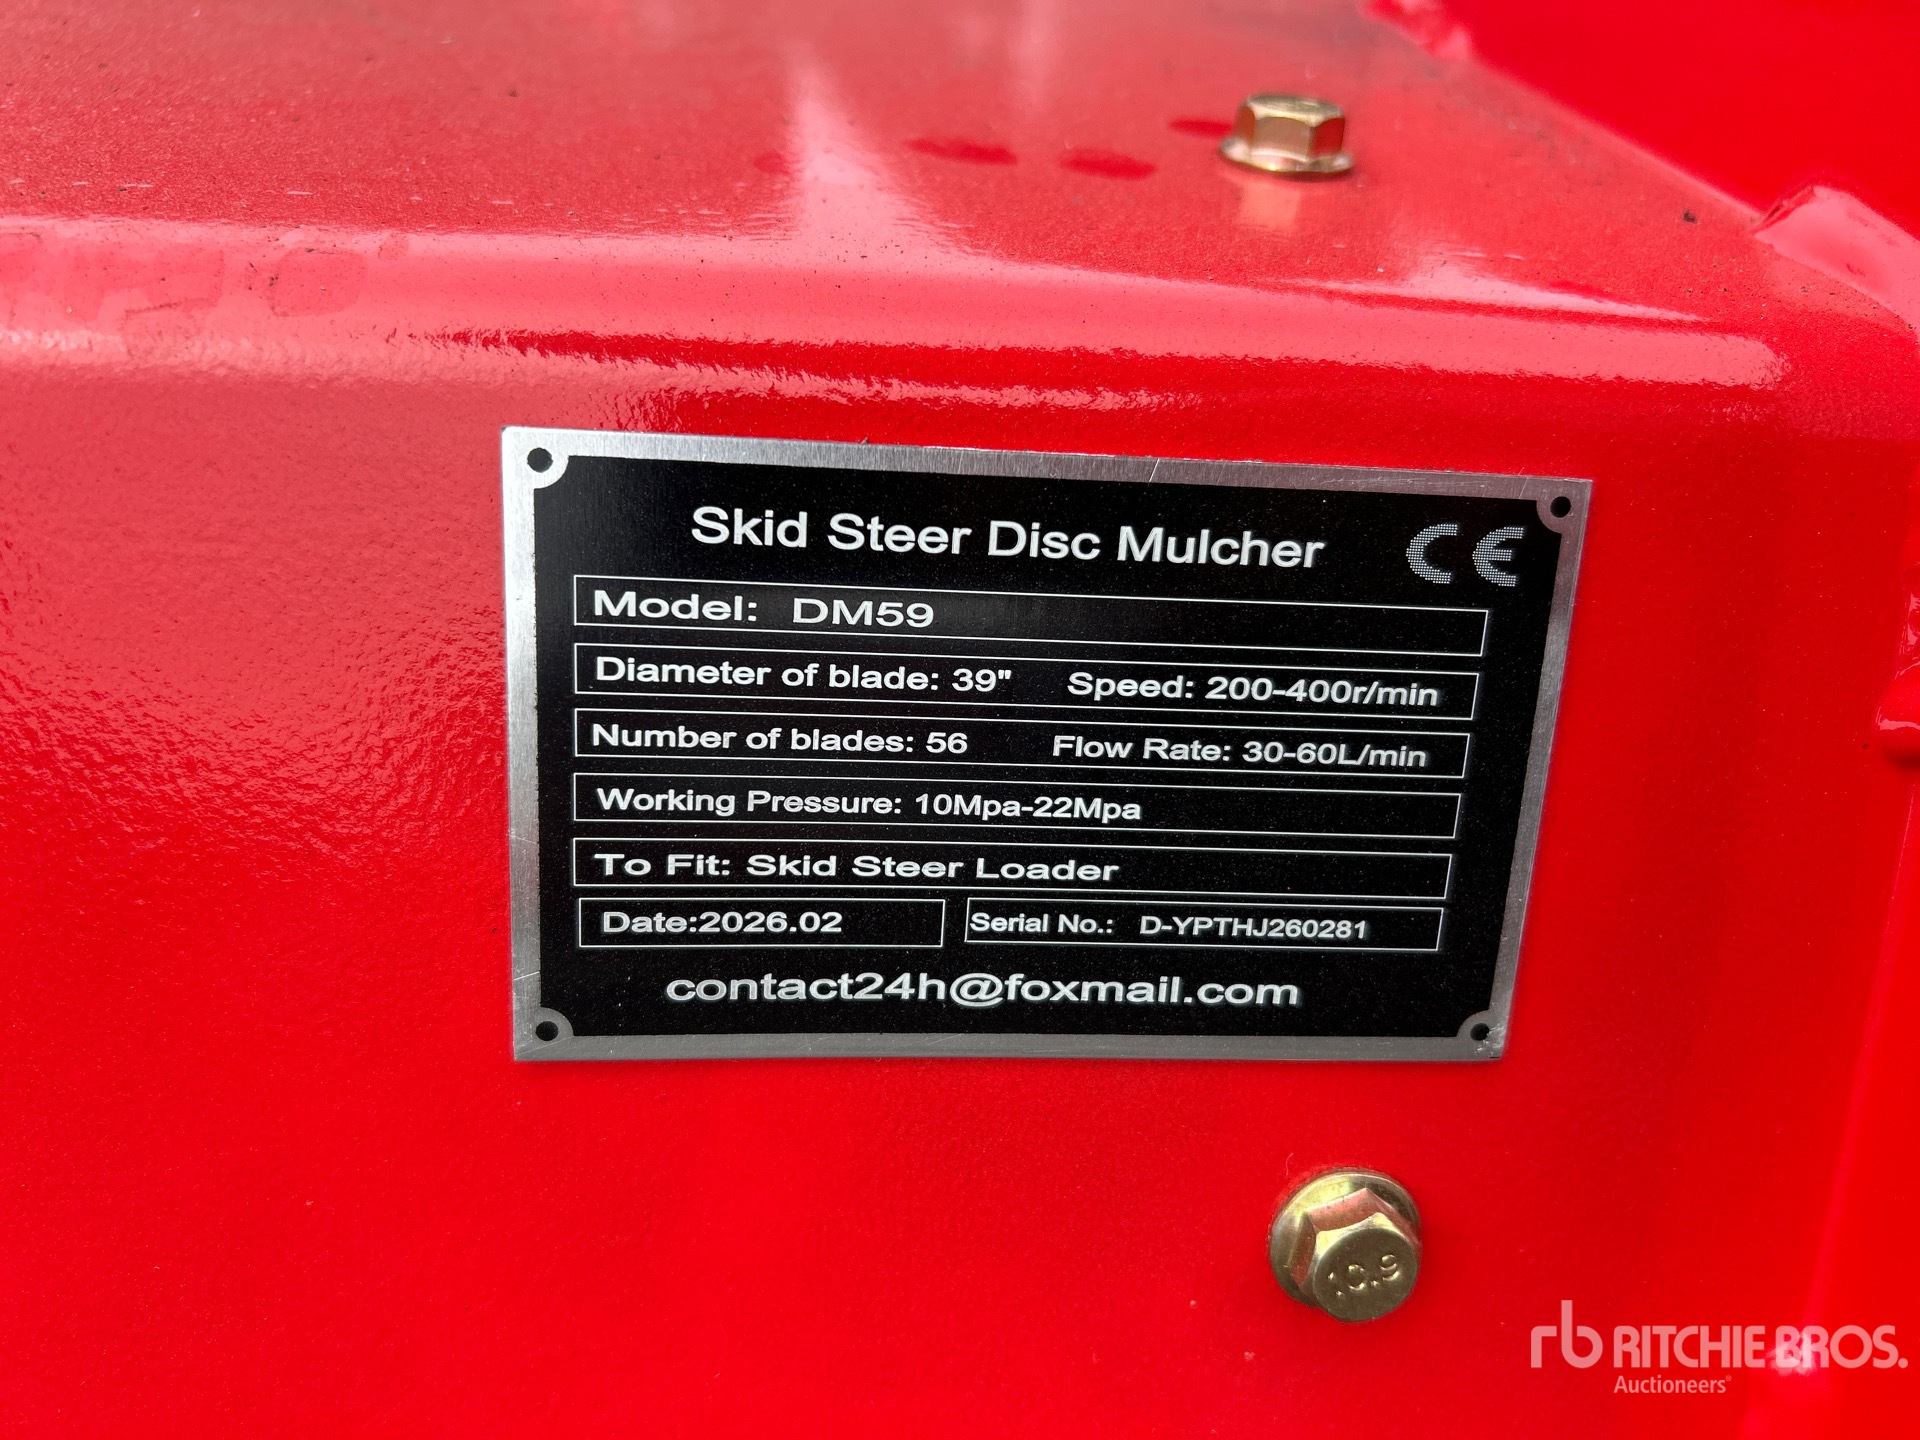 Skid Steer Disc Mulcher CE
Model: DM59
Diameter of blade: 39" Speed: 200-400r/min
Number of blades: 56 Flow Rate: 30-60L/min
Working Pressure: 10Mpa-22Mpa
To Fit: Skid Steer Loader
Date:2026.02 Serial No.: D-YPTHJ260281
contact24h@foxmail.com
10.9
rb RITCHIE BROS.
Auctioneers